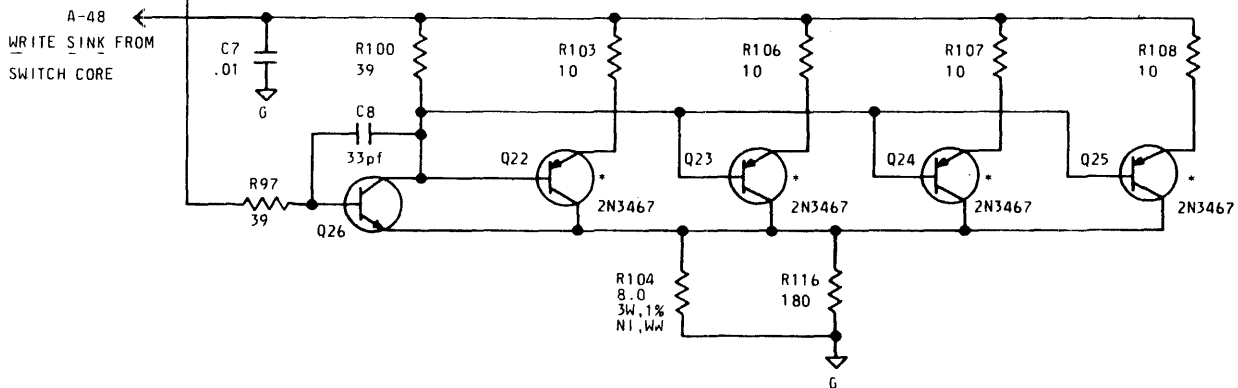 A-48
WRITE SINK FROM
SWITCH CORE
C7
.01
G
R100
39
R103
10
R106
10
R107
10
R108
10
C8
33pf
R97
39
Q26
Q22
*
2N3467
Q23
*
2N3467
Q24
*
2N3467
Q25
*
2N3467
R104
8.0
3W,1%
NI,WW
R116
180
G